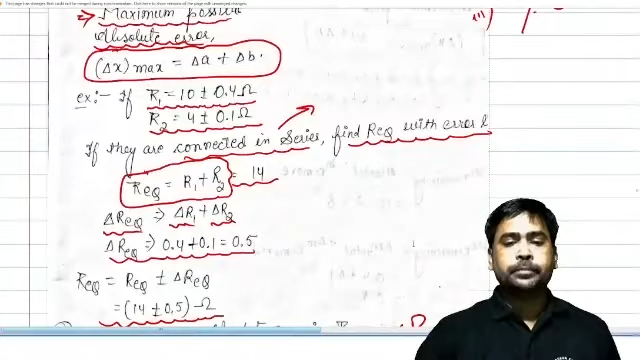 ⇒ Maximum possible
Absolute error,
(Δx) max = Δa + Δb.
ex:- If R₁ = 10 ± 0.4 Ω
R₂ = 4 ± 0.1 Ω
If they are connected in Series, find ReQ with error
ReQ = R₁ + R₂ = 14
ΔReQ ⇒ ΔR₁ + ΔR₂
ΔReQ ⇒ 0.4 + 0.1 = 0.5
ReQ = ReQ ± ΔReQ
= (14 ± 0.5) Ω